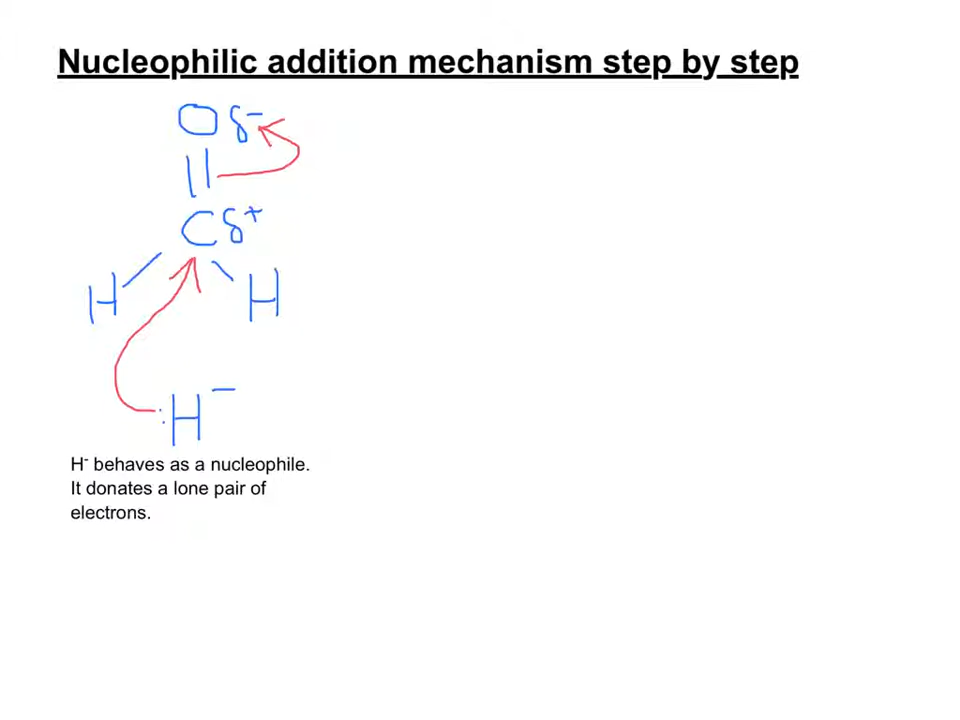 Nucleophilic addition mechanism step by step
O δ-
C δ+
H H
:H-
H- behaves as a nucleophile.
It donates a lone pair of
electrons.